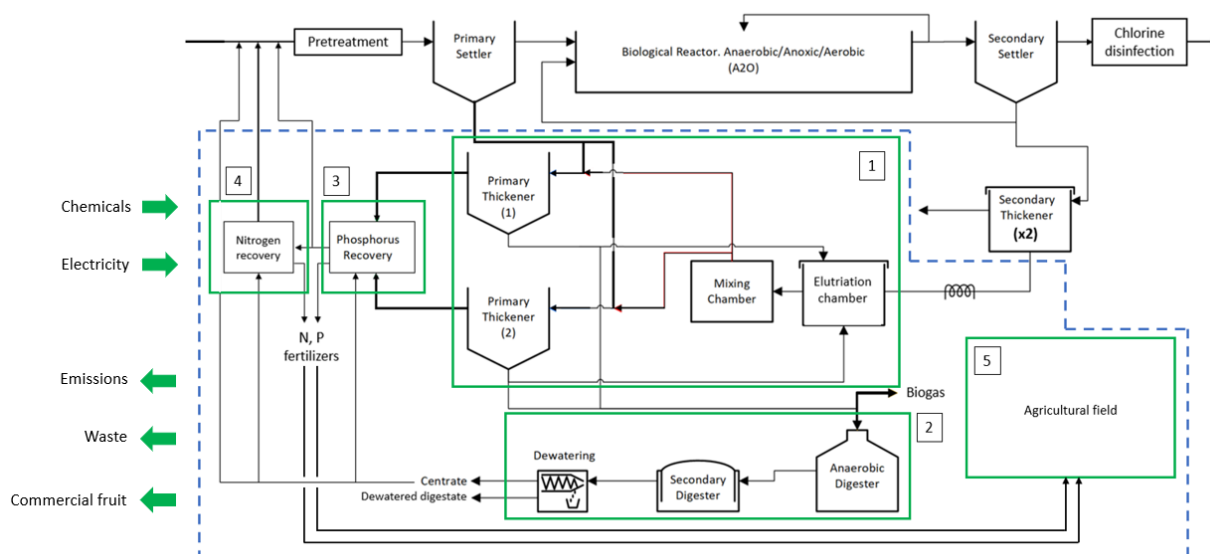 Pretreatment
Primary
Settler
Biological Reactor. Anaerobic/Anoxic/Aerobic
(A2O)
Secondary
Settler
Chlorine
disinfection
1
4
3
Primary
Thickener
(1)
Secondary
Thickener
(x2)
Chemicals
Electricity
Nitrogen
recovery
Phosphorus
Recovery
Mixing
Chamber
Elutriation
chamber
Primary
Thickener
(2)
N, P
fertilizers
5
Agricultural field
Emissions
Waste
Commercial fruit
Biogas
2
Dewatering
Centrate
Dewatered digestate
Secondary
Digester
Anaerobic
Digester